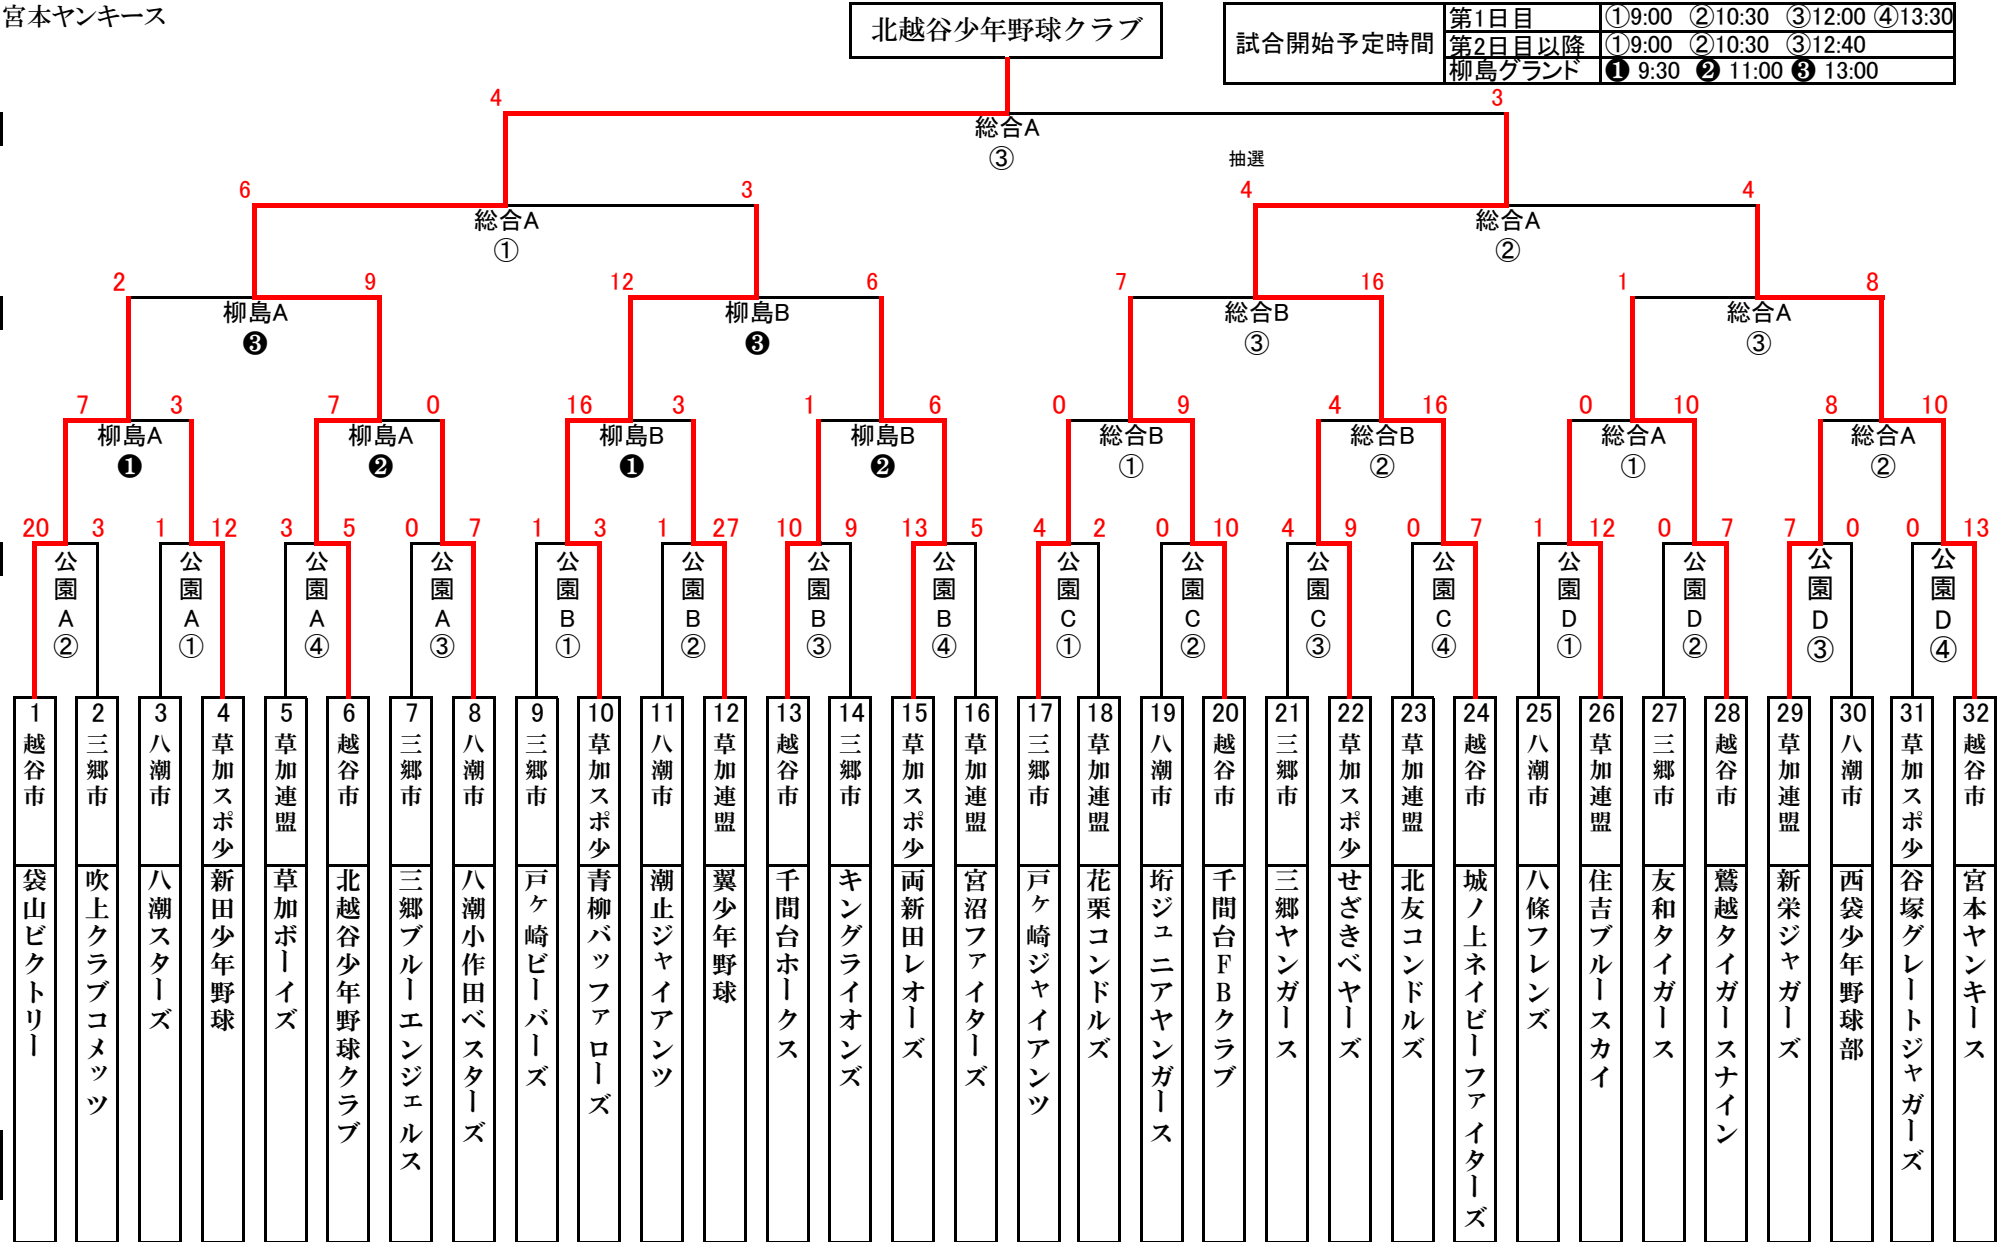 宮本ヤンキース
北越谷少年野球クラブ
試合開始予定時間
第1日目 ①9:00 ②10:30 ③12:00 ④13:30
第2日目以降 ①9:00 ②10:30 ③12:40
柳島グランド ❶ 9:30 ❷ 11:00 ❸ 13:00
4 3
総合A
③
抽選
6 3 4 4
総合A 総合A
① ②
2 9 12 6 7 16 1 8
柳島A 柳島B 総合B 総合A
❸ ❸ ③ ③
7 3 7 0 16 3 1 6 0 9 4 16 0 10 8 10
柳島A 柳島A 柳島B 柳島B 総合B 総合B 総合A 総合A
❶ ❷ ❶ ❷ ① ② ① ②
20 3 1 12 3 5 0 7 1 3 1 27 10 9 13 5 4 2 0 10 4 9 0 7 1 12 0 7 7 0 0 13
公園A②
公園A①
公園A④
公園A③
公園B①
公園B②
公園B③
公園B④
公園C①
公園C②
公園C③
公園C④
公園D①
公園D②
公園D③
公園D④
1 越谷市 袋山ビクトリー
2 三郷市 吹上クラブコメッツ
3 八潮市 八潮スターズ
4 草加スポ少 新田少年野球
5 草加連盟 草加ボーイズ
6 越谷市 北越谷少年野球クラブ
7 三郷市 三郷ブルーエンジェルス
8 八潮市 八潮小作田ベスターズ
9 三郷市 戸ヶ崎ビーバーズ
10 草加スポ少 青柳バッファローズ
11 八潮市 潮止ジャイアンツ
12 草加連盟 翼少年野球
13 越谷市 千間台ホークス
14 三郷市 キングライオンズ
15 草加スポ少 両新田レオーズ
16 草加連盟 宮沼ファイターズ
17 三郷市 戸ヶ崎ジャイアンツ
18 草加連盟 花栗コンドルズ
19 八潮市 垳ジュニアヤンガース
20 越谷市 千間台FBクラブ
21 三郷市 三郷ヤンガース
22 草加スポ少 せざきベヤーズ
23 草加連盟 北友コンドルズ
24 越谷市 城ノ上ネイビーファイターズ
25 八潮市 八條フレンズ
26 草加連盟 住吉ブルースカイ
27 三郷市 友和タイガース
28 越谷市 鷲越タイガースナイン
29 草加連盟 新栄ジャガーズ
30 八潮市 西袋少年野球部
31 草加スポ少 谷塚グレートジャガーズ
32 越谷市 宮本ヤンキース